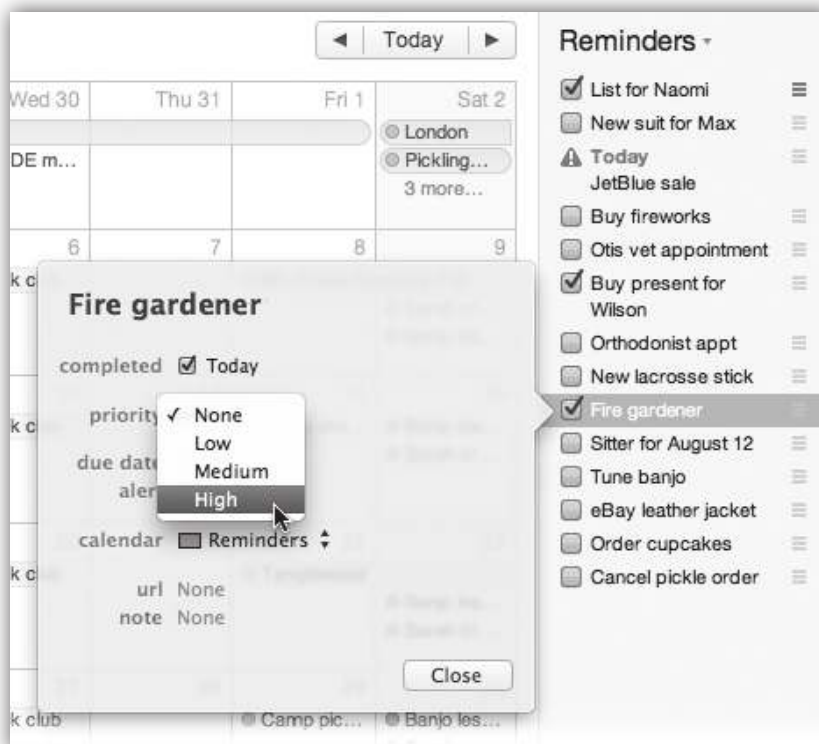 Today
Wed 30 Thu 31 Fri 1 Sat 2
London
DE m... Pickling...
3 more...
6 7 8 9
k c
Fire gardener
completed Today
priority ✓ None
Low
Medium
High
k c
due date
aler
calendar Reminders
k c
url None
note None
Close
k club Camp pic... Banjo les...
Reminders
List for Naomi
New suit for Max
Today
JetBlue sale
Buy fireworks
Otis vet appointment
Buy present for
Wilson
Orthodonist appt
New lacrosse stick
Fire gardener
Sitter for August 12
Tune banjo
eBay leather jacket
Order cupcakes
Cancel pickle order